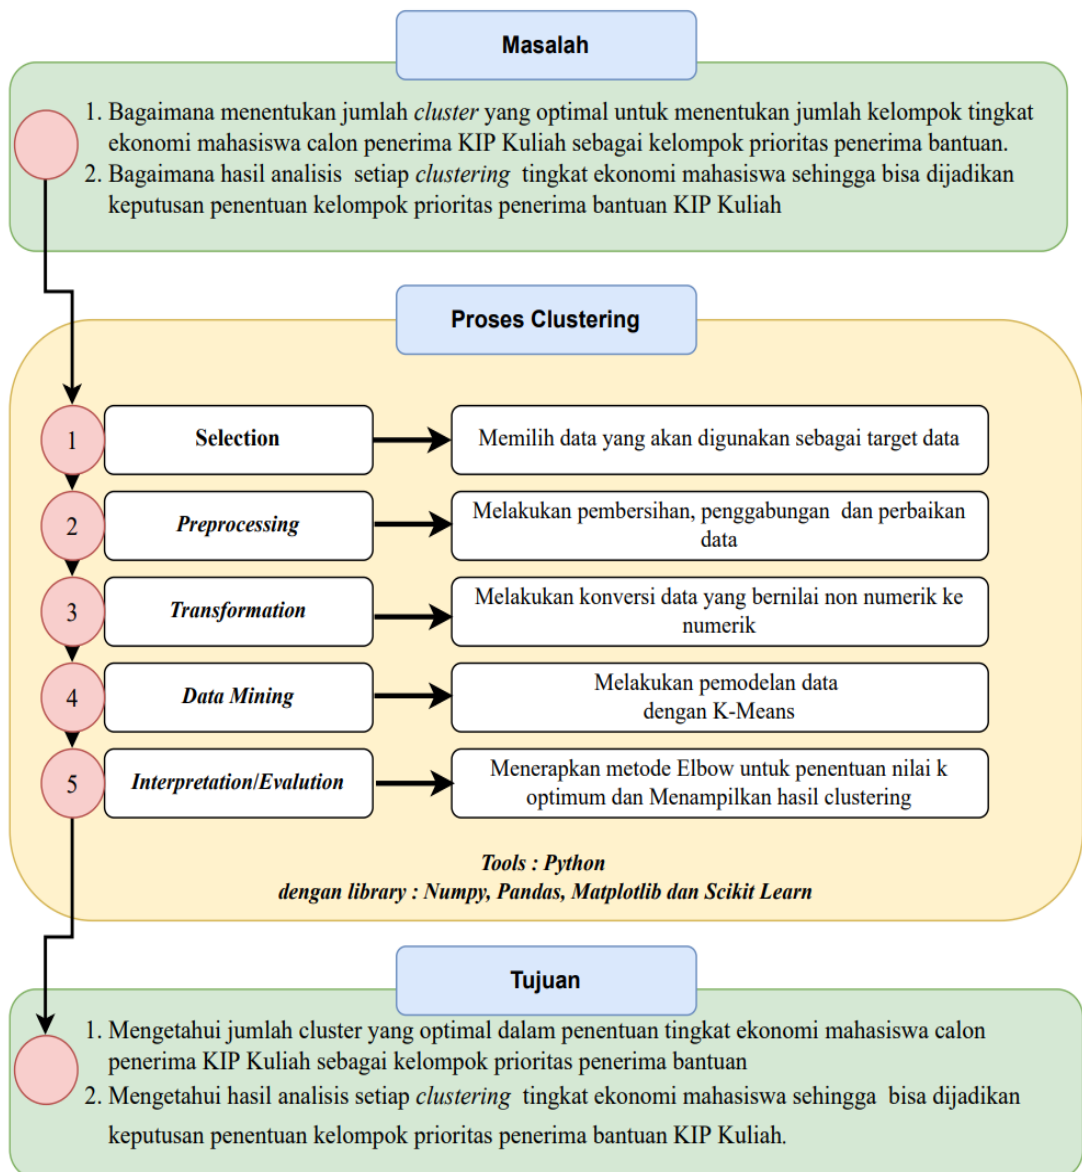 Masalah
1. Bagaimana menentukan jumlah cluster yang optimal untuk menentukan jumlah kelompok tingkat
ekonomi mahasiswa calon penerima KIP Kuliah sebagai kelompok prioritas penerima bantuan.
2. Bagaimana hasil analisis setiap clustering tingkat ekonomi mahasiswa sehingga bisa dijadikan
keputusan penentuan kelompok prioritas penerima bantuan KIP Kuliah
Proses Clustering
1
Selection
Memilih data yang akan digunakan sebagai target data
2
Preprocessing
Melakukan pembersihan, penggabungan dan perbaikan
data
3
Transformation
Melakukan konversi data yang bernilai non numerik ke
numerik
4
Data Mining
Melakukan pemodelan data
dengan K-Means
5
Interpretation/Evalution
Menerapkan metode Elbow untuk penentuan nilai k
optimum dan Menampilkan hasil clustering
Tools : Python
dengan library : Numpy, Pandas, Matplotlib dan Scikit Learn
Tujuan
1. Mengetahui jumlah cluster yang optimal dalam penentuan tingkat ekonomi mahasiswa calon
penerima KIP Kuliah sebagai kelompok prioritas penerima bantuan
2. Mengetahui hasil analisis setiap clustering tingkat ekonomi mahasiswa sehingga bisa dijadikan
keputusan penentuan kelompok prioritas penerima bantuan KIP Kuliah.